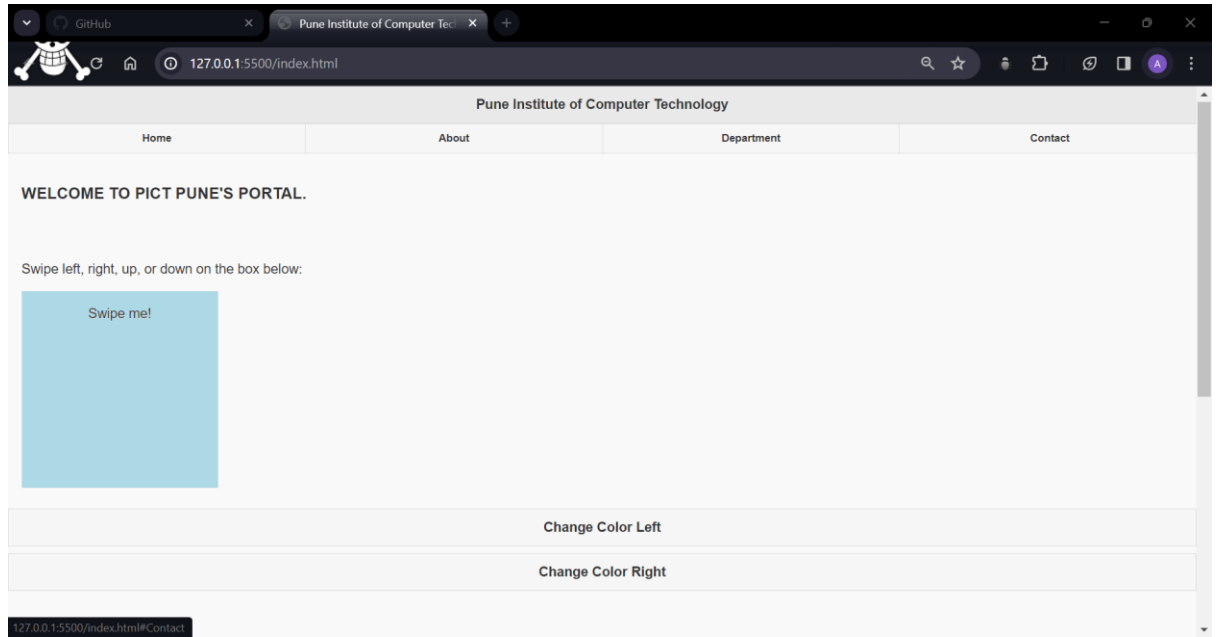 GitHub
Pune Institute of Computer Tec
127.0.0.1:5500/index.html
A
Pune Institute of Computer Technology
Home About Department Contact
WELCOME TO PICT PUNE'S PORTAL.
Swipe left, right, up, or down on the box below:
Swipe me!
Change Color Left
Change Color Right
127.0.0.1:5500/index.html#Contact